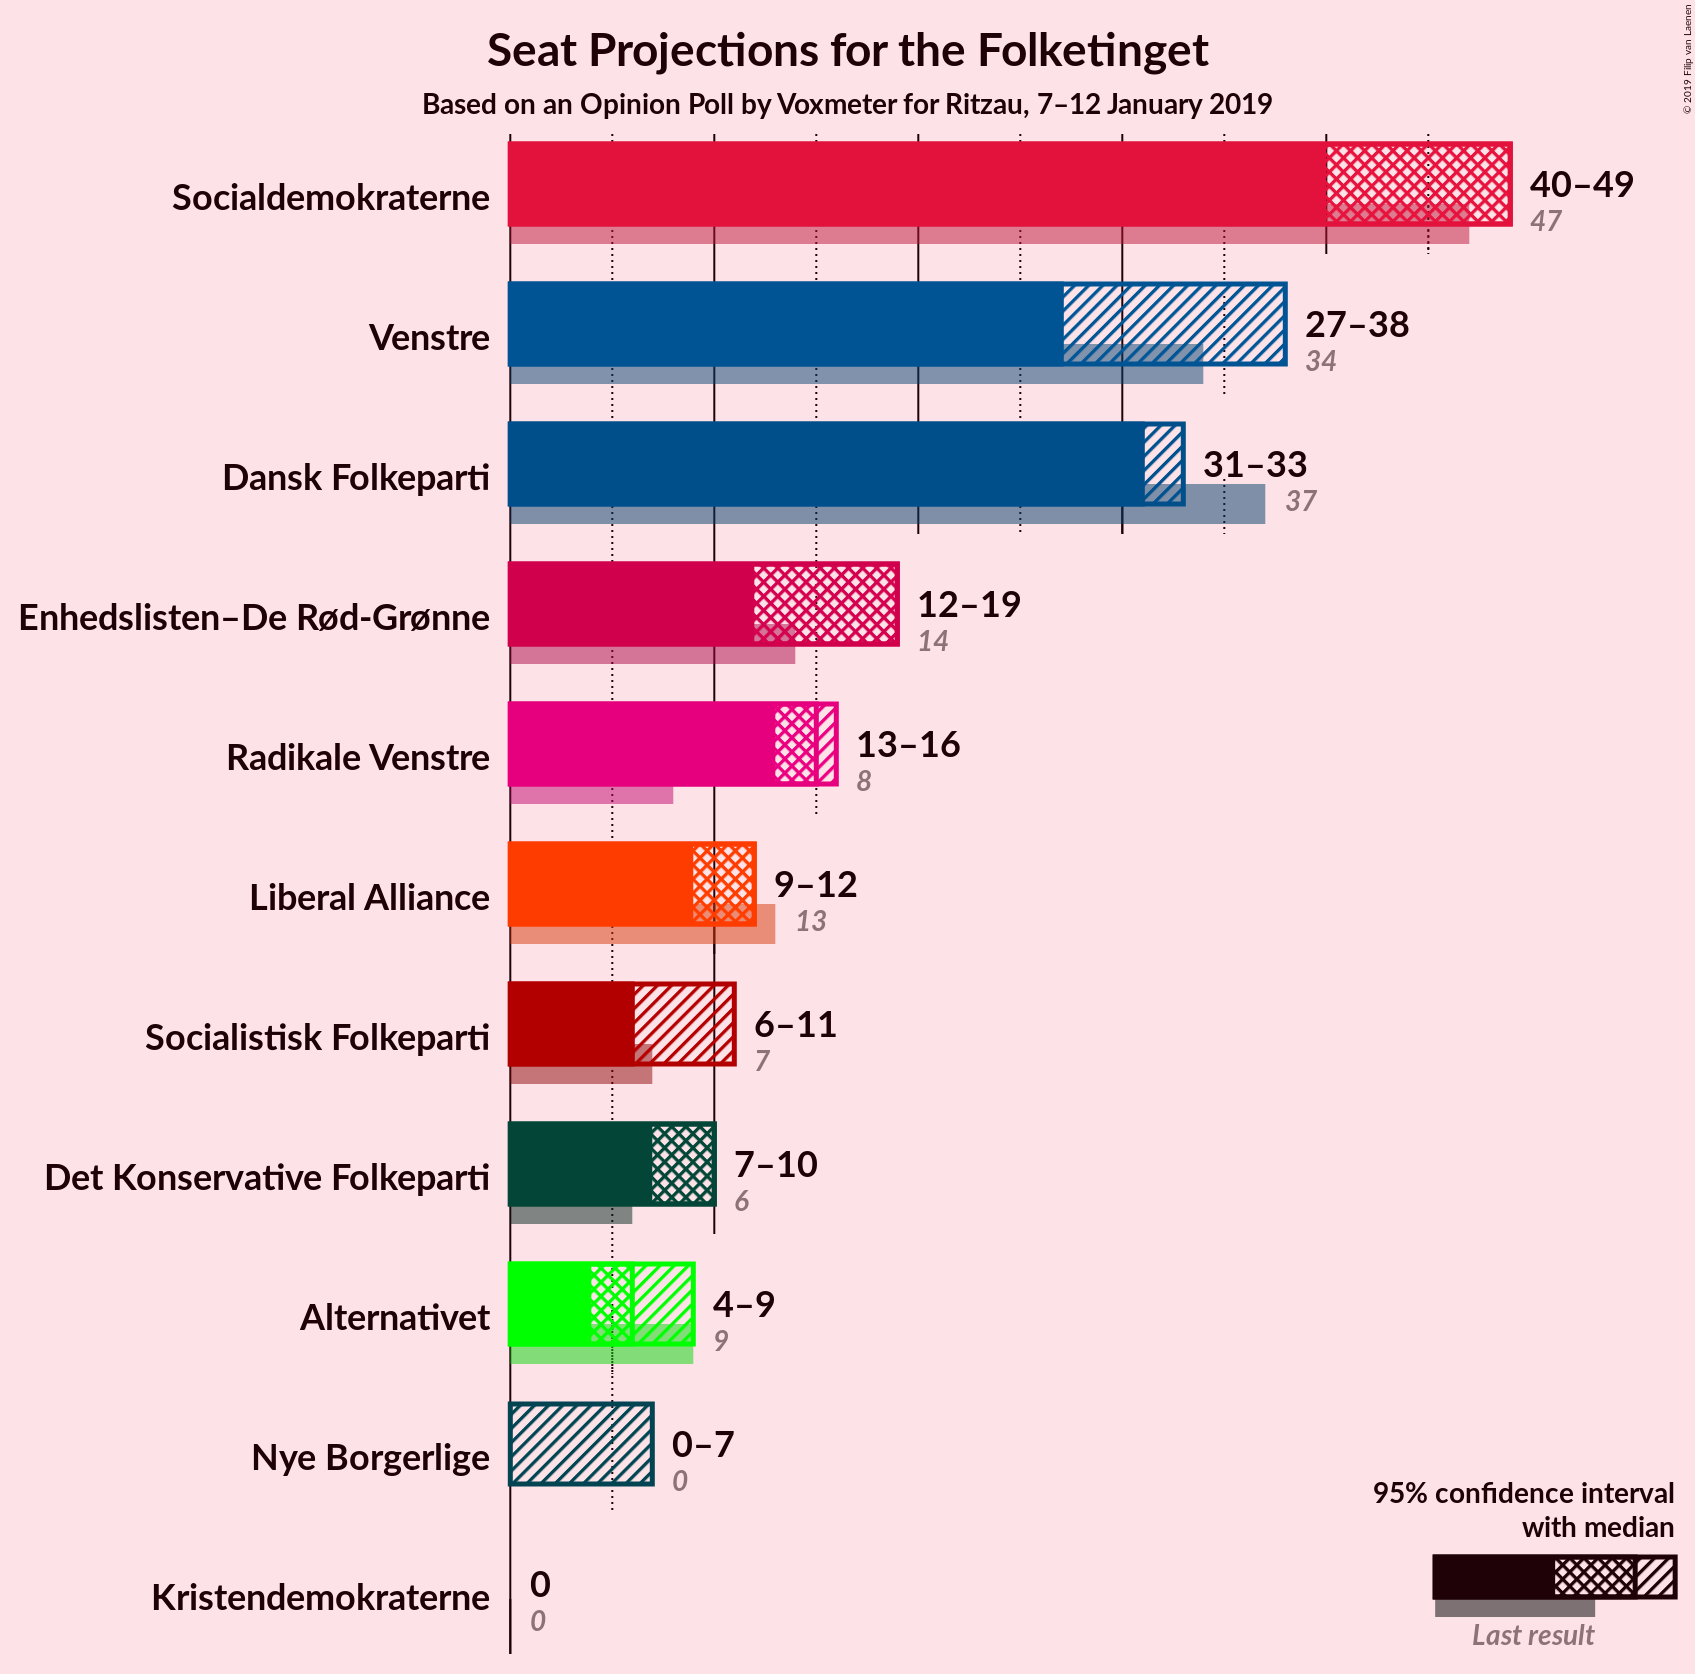 Seat Projections for the Folketinget
Based on an Opinion Poll by Voxmeter for Ritzau, 7–12 January 2019
© 2019 Filip van Laenen
Socialdemokraterne
40–49
47
Venstre
27–38
34
Dansk Folkeparti
31–33
37
Enhedslisten–De Rød-Grønne
12–19
14
Radikale Venstre
13–16
8
Liberal Alliance
9–12
13
Socialistisk Folkeparti
6–11
7
Det Konservative Folkeparti
7–10
6
Alternativet
4–9
9
Nye Borgerlige
0–7
0
Kristendemokraterne
0
0
95% confidence interval
with median
Last result